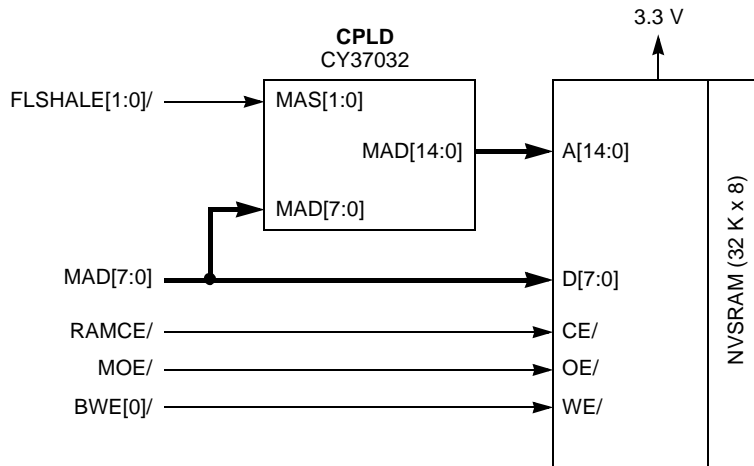 3.3 V
CPLD
CY37032
FLSHALE[1:0]/
MAS[1:0]
MAD[14:0]
A[14:0]
MAD[7:0]
MAD[7:0]
D[7:0]
RAMCE/
CE/
MOE/
OE/
BWE[0]/
WE/
NVSRAM (32 K x 8)